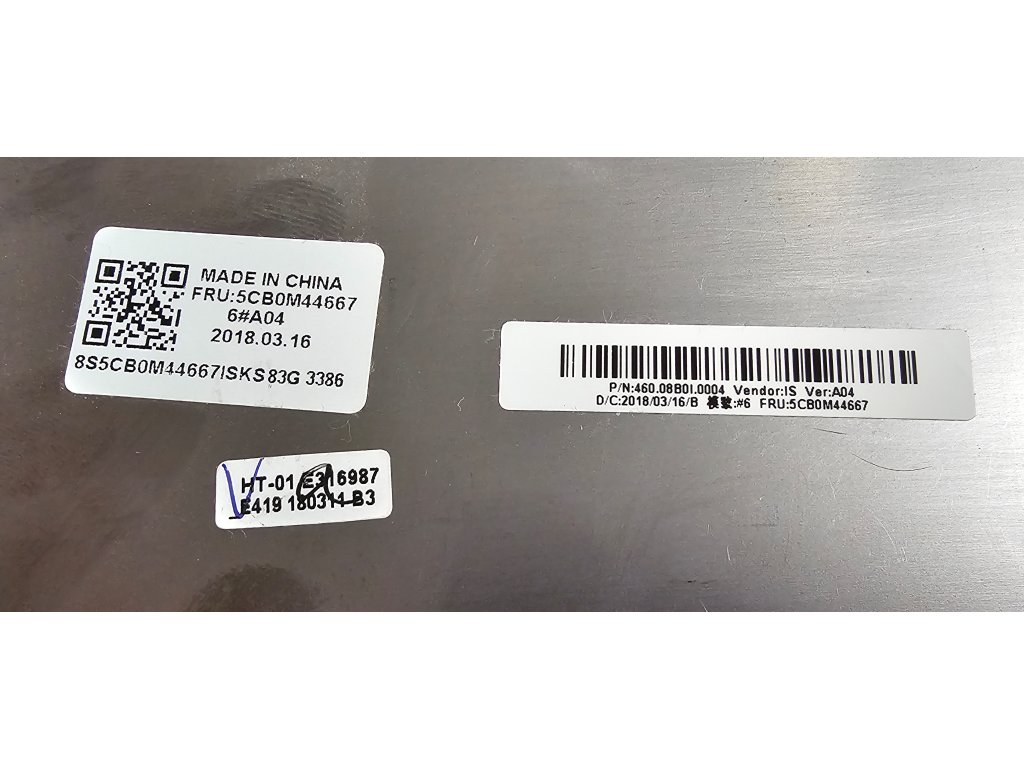 MADE IN CHINA
FRU:5CB0M44667
6#A04
2018.03.16
8S5CB0M44667ISKS83G 3386
P/N:460.08B01.0004 Vendor:IS Ver:A04
D/C:2018/03/16/B 模號:#6 FRU:5CB0M44667
HT-01 E316987
E419 180311 B3